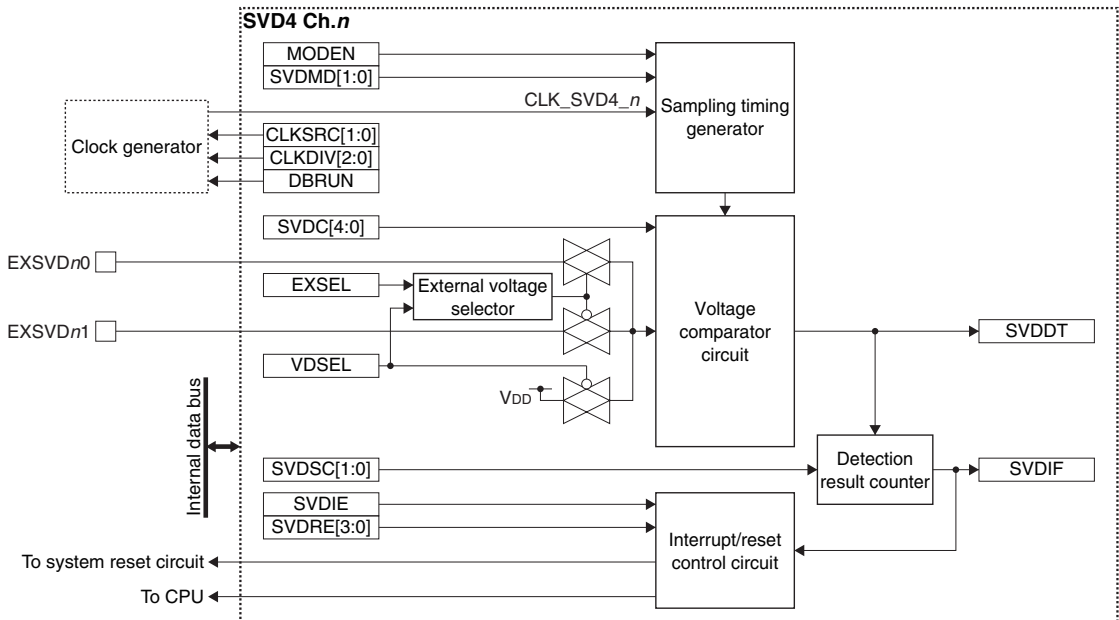 SVD4 Ch.n
MODEN
SVDMD[1:0]
CLK_SVD4_n
Sampling timing
generator
Clock generator
CLKSRC[1:0]
CLKDIV[2:0]
DBRUN
SVDC[4:0]
EXSVDn0
EXSEL
External voltage
selector
EXSVDn1
Voltage
comparator
circuit
SVDDT
VDSEL
VDD
Internal data bus
SVDSC[1:0]
Detection
result counter
SVDIF
SVDIE
SVDRE[3:0]
Interrupt/reset
control circuit
To system reset circuit
To CPU